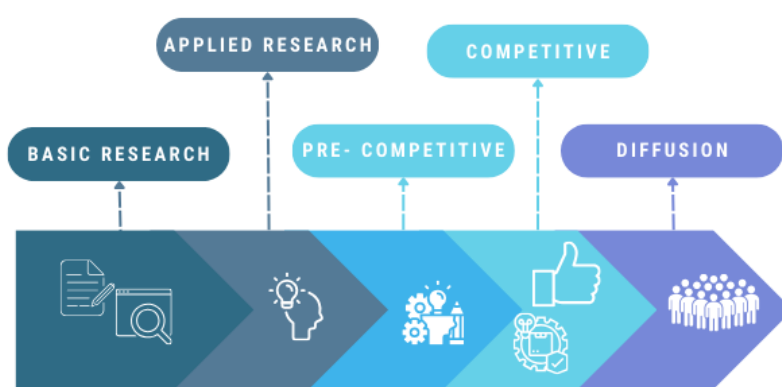 BASIC RESEARCH
APPLIED RESEARCH
PRE- COMPETITIVE
COMPETITIVE
DIFFUSION